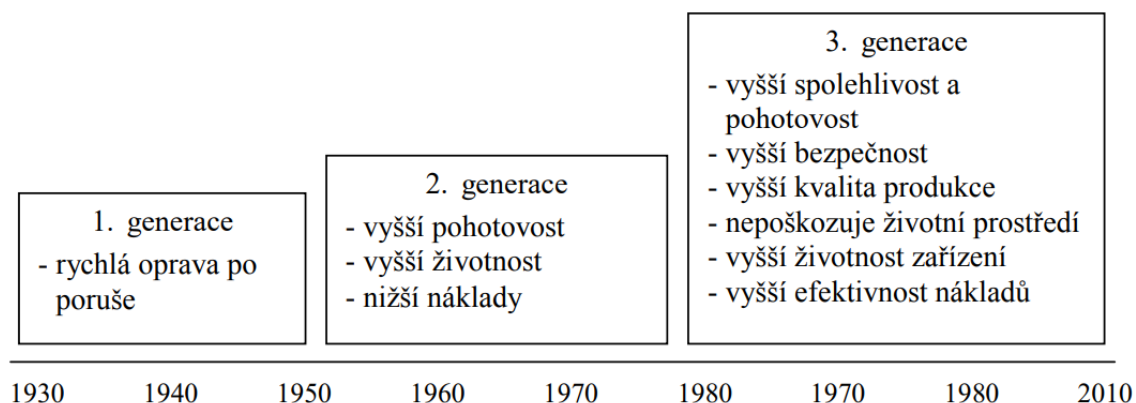 1. generace
- rychlá oprava po
poruše
2. generace
- vyšší pohotovost
- vyšší životnost
- nižší náklady
3. generace
- vyšší spolehlivost a
pohotovost
- vyšší bezpečnost
- vyšší kvalita produkce
- nepoškozuje životní prostředí
- vyšší životnost zařízení
- vyšší efektivnost nákladů
1930 1940 1950 1960 1970 1980 1970 1980 2010